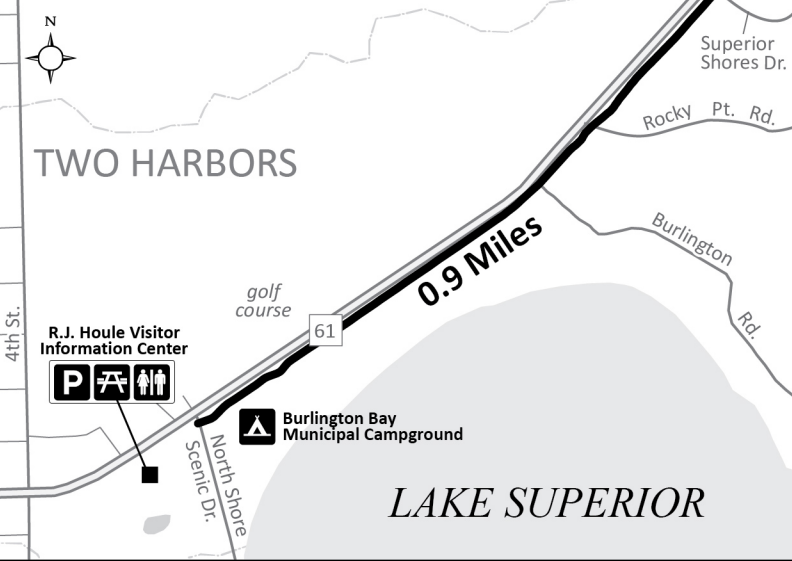 N
Superior
Shores Dr.
Rocky Pt. Rd.
TWO HARBORS
Burlington
Rd.
0.9 Miles
golf
course
61
4th St.
R.J. Houle Visitor
Information Center
P
Burlington Bay
Municipal Campground
North Shore
Scenic Dr.
LAKE SUPERIOR